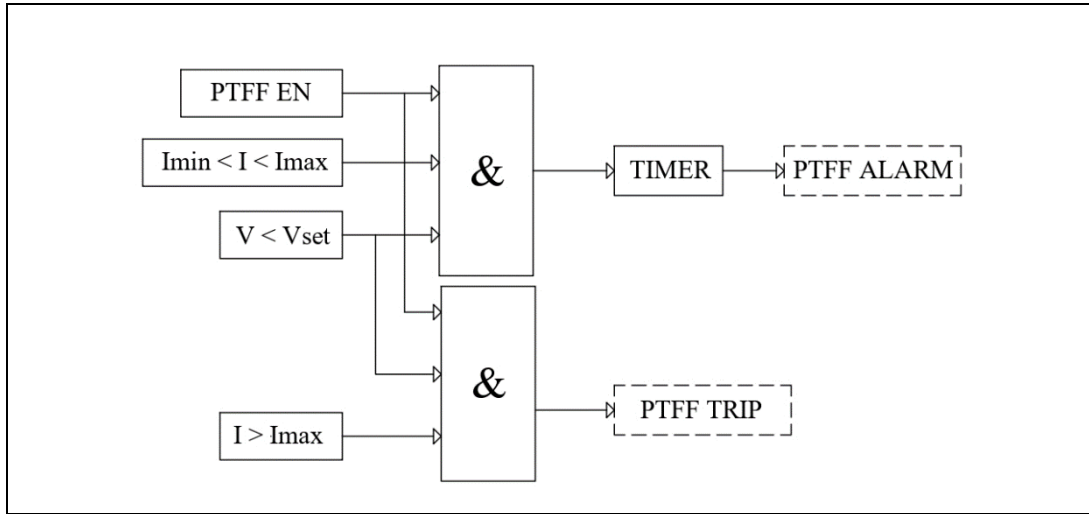 PTFF EN
Imin < I < Imax
&
TIMER
PTFF ALARM
V < Vset
&
PTFF TRIP
I > Imax